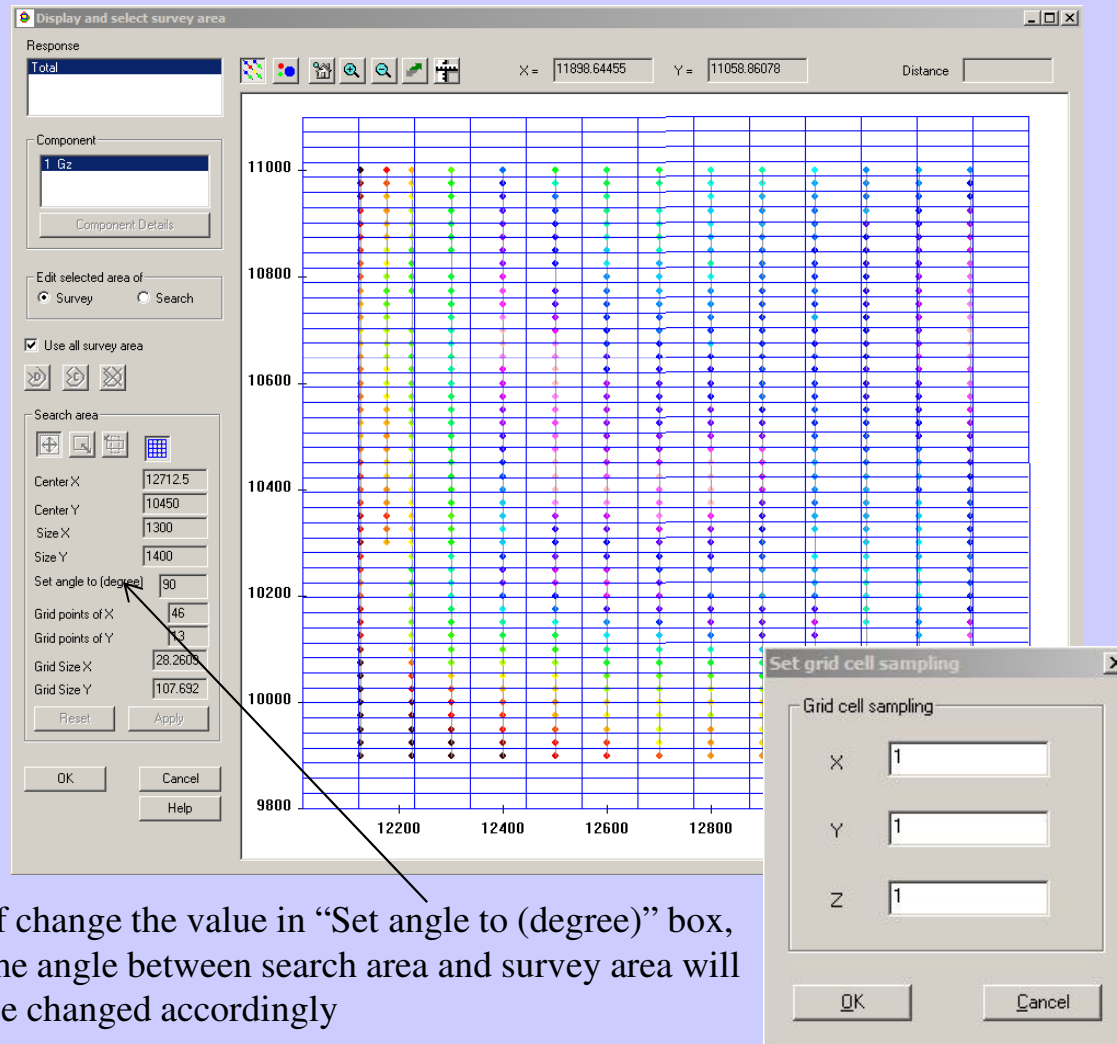 Display and select survey area
Response
Total
X = 11898.64455 Y = 11058.86078 Distance
Component
1 Gz
Component Details
Edit selected area of
Survey Search
Use all survey area
Search area
Center X 12712.5
Center Y 10450
Size X 1300
Size Y 1400
Set angle to (degree) 90
Grid points of X 46
Grid points of Y 13
Grid Size X 28.2609
Grid Size Y 107.692
Reset Apply
OK Cancel
Help
11000
10800
10600
10400
10200
10000
9800
12200 12400 12600 12800
Set grid cell sampling
Grid cell sampling
X 1
Y 1
Z 1
OK Cancel
f change the value in “Set angle to (degree)” box,
he angle between search area and survey area will
e changed accordingly